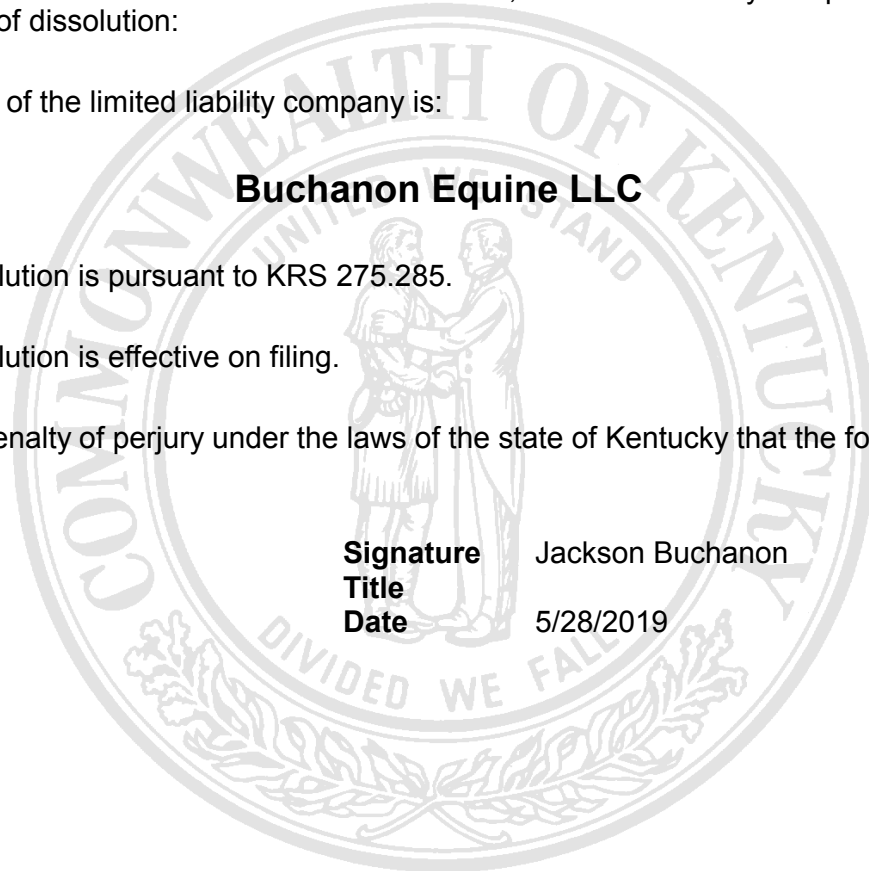 of dissolution:
of the limited liability company is:
Buchanon Equine LLC
lution is pursuant to KRS 275.285.
lution is effective on filing.
enalty of perjury under the laws of the state of Kentucky that the fo
Signature Jackson Buchanon
Title
Date 5/28/2019
COMMONWEALTH OF KENTUCKY
UNITED WE STAND
DIVIDED WE FALL